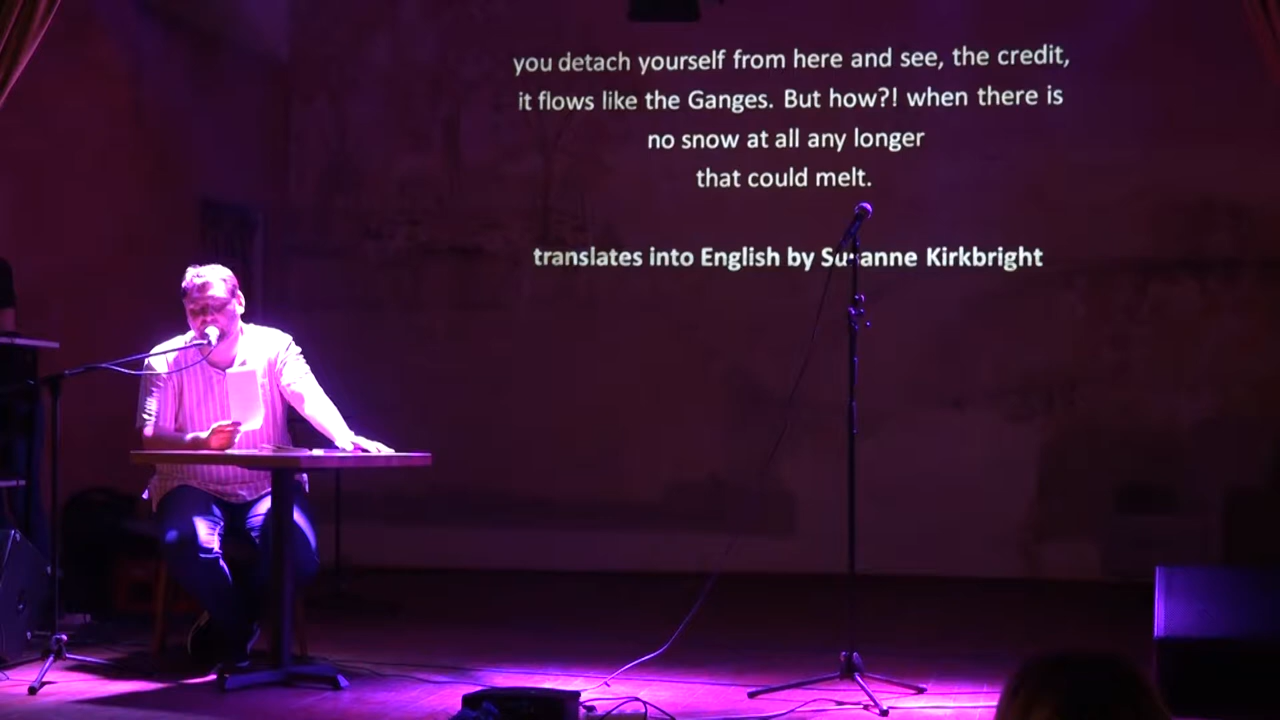 you detach yourself from here and see, the credit,
it flows like the Ganges. But how?! when there is
no snow at all any longer
that could melt.
translates into English by Susanne Kirkbright